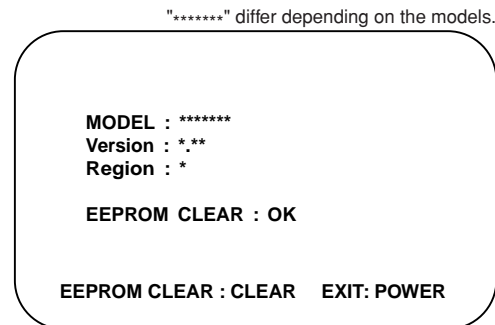 "*******" differ depending on the models.
MODEL : *******
Version : *.**
Region : *
EEPROM CLEAR : OK
EEPROM CLEAR : CLEAR EXIT: POWER